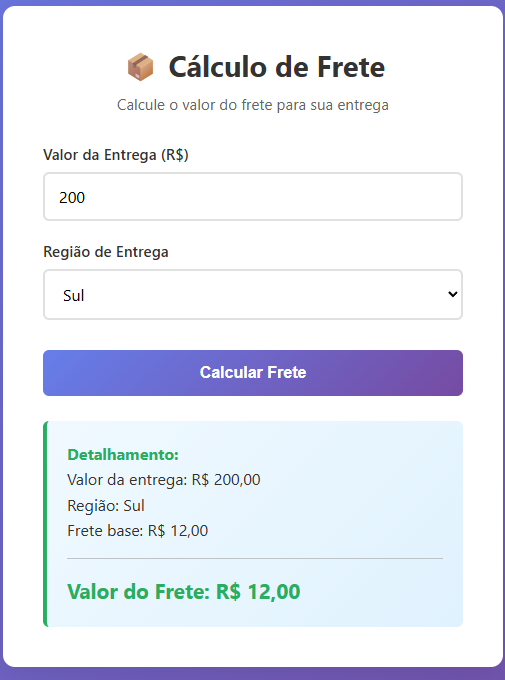 📦 Cálculo de Frete
Calcule o valor do frete para sua entrega
Valor da Entrega (R$)
200
Região de Entrega
Sul
Calcular Frete
Detalhamento:
Valor da entrega: R$ 200,00
Região: Sul
Frete base: R$ 12,00
Valor do Frete: R$ 12,00